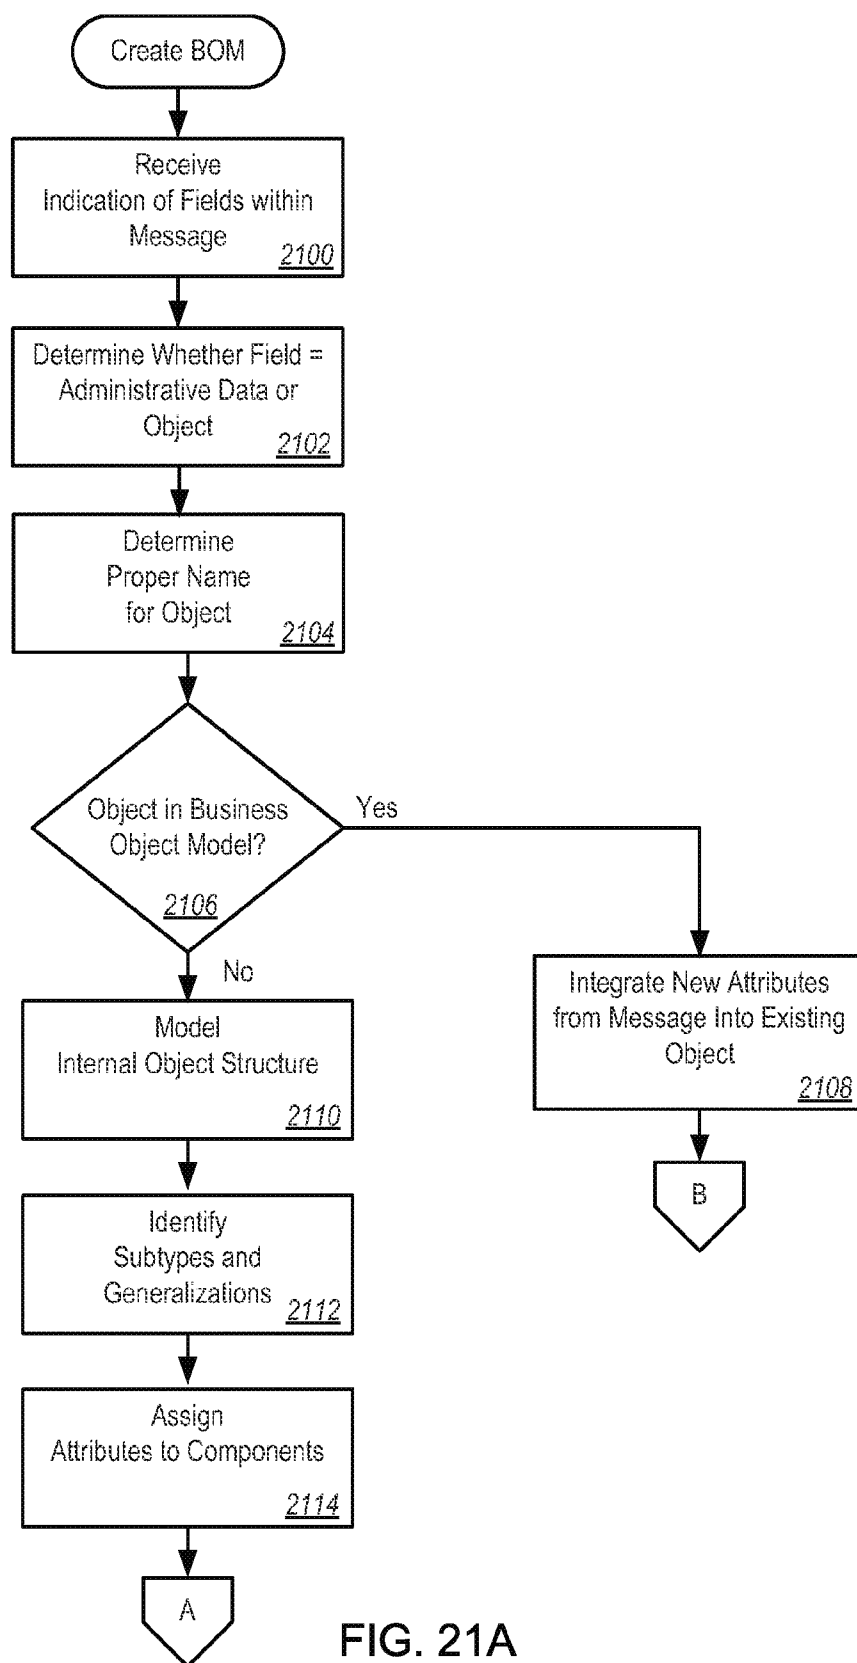 Create BOM
Receive
Indication of Fields within
Message
2100
Determine Whether Field =
Administrative Data or
Object
2102
Determine
Proper Name
for Object
2104
Object in Business
Object Model?
2106
Yes
No
Integrate New Attributes
from Message Into Existing
Object
2108
B
Model
Internal Object Structure
2110
Identify
Subtypes and
Generalizations
2112
Assign
Attributes to Components
2114
A
FIG. 21A